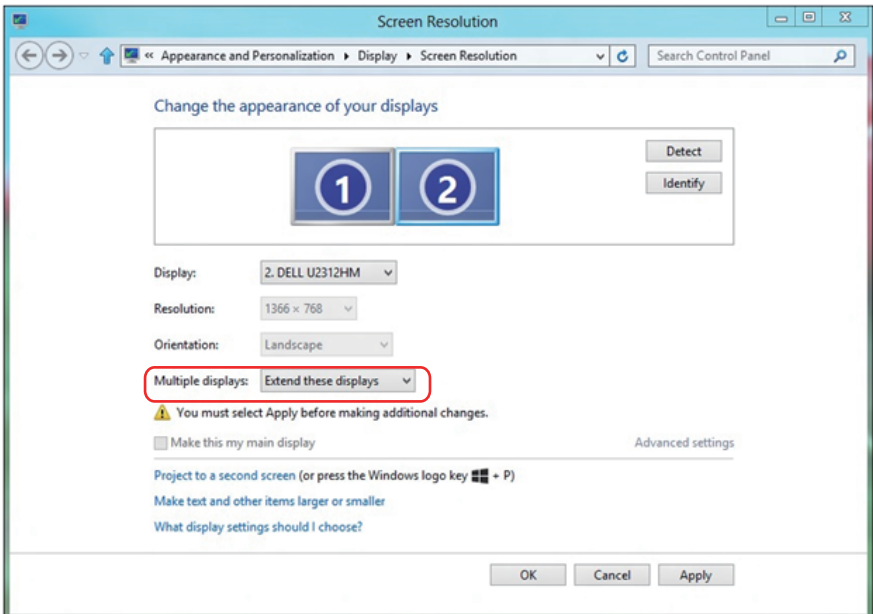 Screen Resolution
« Appearance and Personalization ▸ Display ▸ Screen Resolution
Search Control Panel
Change the appearance of your displays
1 2
Detect
Identify
Display: 2. DELL U2312HM
Resolution: 1366 × 768
Orientation: Landscape
Multiple displays: Extend these displays
You must select Apply before making additional changes.
Make this my main display Advanced settings
Project to a second screen (or press the Windows logo key + P)
Make text and other items larger or smaller
What display settings should I choose?
OK Cancel Apply